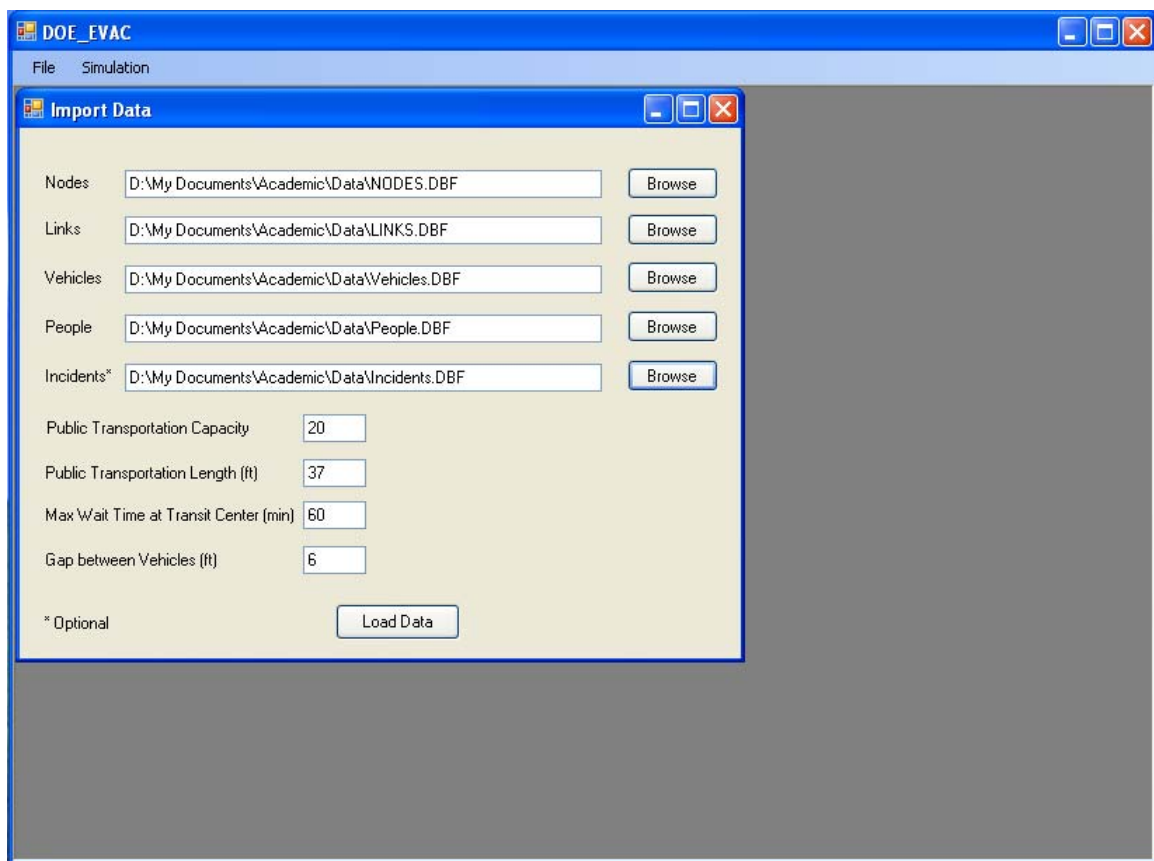 DOE_EVAC
File Simulation
Import Data
Nodes D:\My Documents\Academic\Data\NODES.DBF Browse
Links D:\My Documents\Academic\Data\LINKS.DBF Browse
Vehicles D:\My Documents\Academic\Data\Vehicles.DBF Browse
People D:\My Documents\Academic\Data\People.DBF Browse
Incidents* D:\My Documents\Academic\Data\Incidents.DBF Browse
Public Transportation Capacity 20
Public Transportation Length (ft) 37
Max Wait Time at Transit Center (min) 60
Gap between Vehicles (ft) 6
* Optional Load Data